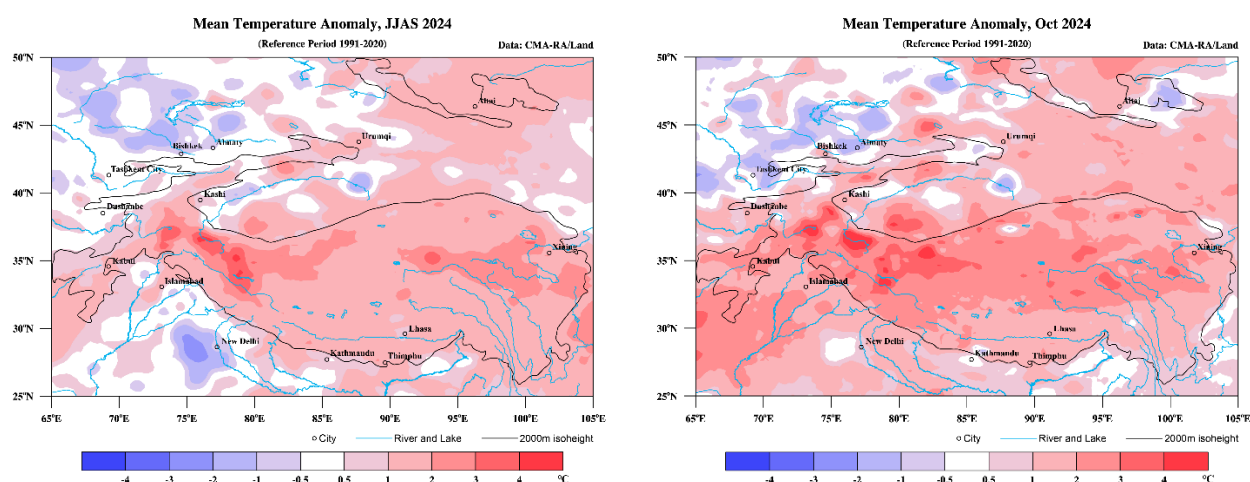 Mean Temperature Anomaly, JJAS 2024
(Reference Period 1991-2020)
Data: CMA-RA/Land
50°N
45°N
40°N
35°N
30°N
25°N
65°E
70°E
75°E
80°E
85°E
90°E
95°E
100°E
105°E
Altai
Urumqi
Bishkek
Almaty
Tashkent City
Kashi
Dushanbe
Xining
Kabul
Islamabad
Lhasa
New Delhi
Kathmandu
Thimphu
City
River and Lake
2000m isoheight
-4
-3
-2
-1
-0.5
0.5
1
2
3
4
°C
Mean Temperature Anomaly, Oct 2024
(Reference Period 1991-2020)
Data: CMA-RA/Land
50°N
45°N
40°N
35°N
30°N
25°N
65°E
70°E
75°E
80°E
85°E
90°E
95°E
100°E
105°E
Altai
Urumqi
Bishkek
Almaty
Tashkent City
Kashi
Dushanbe
Xining
Kabul
Islamabad
Lhasa
New Delhi
Kathmandu
Thimphu
City
River and Lake
2000m isoheight
-4
-3
-2
-1
-0.5
0.5
1
2
3
4
°C